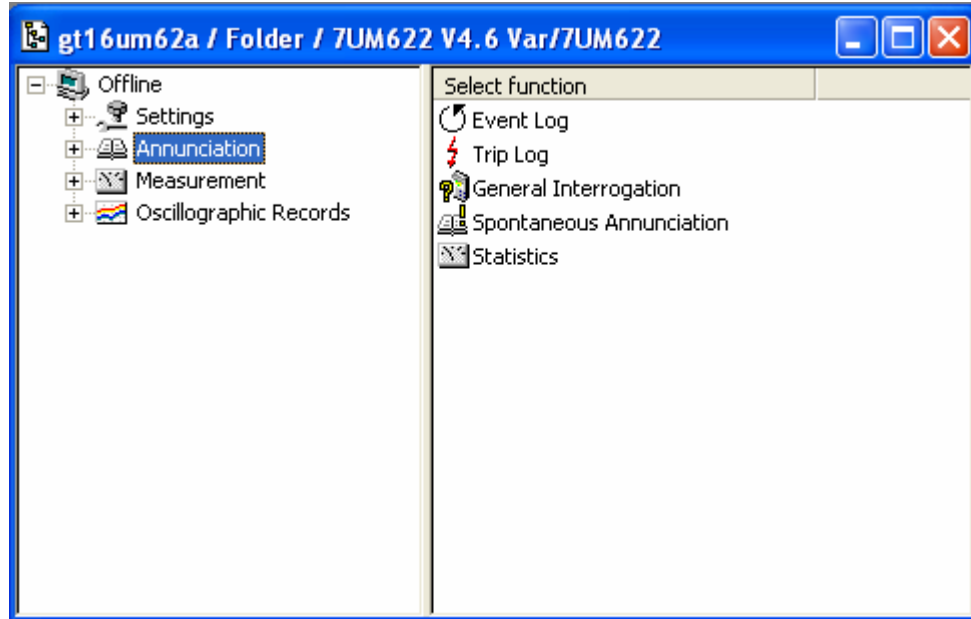 gt16um62a / Folder / 7UM622 V4.6 Var/7UM622
Offline
Settings
Annunciation
Measurement
Oscillographic Records
Select function
Event Log
Trip Log
General Interrogation
Spontaneous Annunciation
Statistics